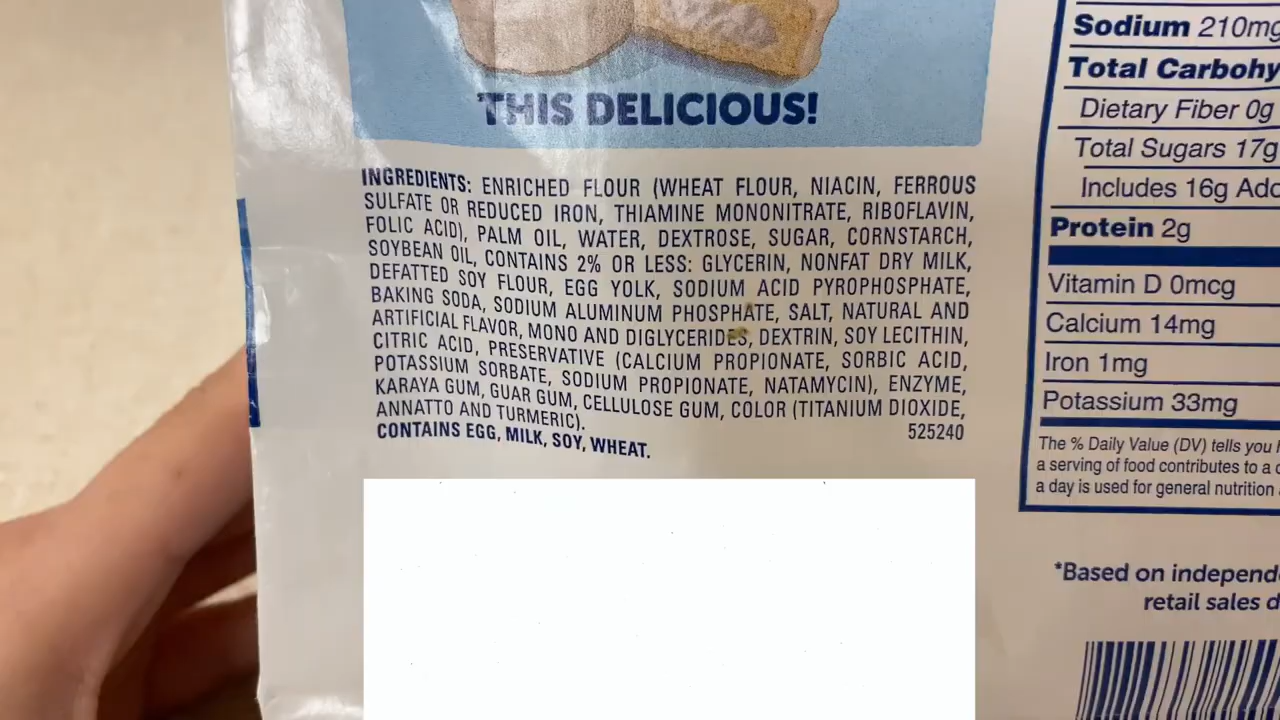 THIS DELICIOUS!
INGREDIENTS: ENRICHED FLOUR (WHEAT FLOUR, NIACIN, FERROUS
SULFATE OR REDUCED IRON, THIAMINE MONONITRATE, RIBOFLAVIN,
FOLIC ACID), PALM OIL, WATER, DEXTROSE, SUGAR, CORNSTARCH,
SOYBEAN OIL, CONTAINS 2% OR LESS: GLYCERIN, NONFAT DRY MILK,
DEFATTED SOY FLOUR, EGG YOLK, SODIUM ACID PYROPHOSPHATE,
BAKING SODA, SODIUM ALUMINUM PHOSPHATE, SALT, NATURAL AND
ARTIFICIAL FLAVOR, MONO AND DIGLYCERIDES, DEXTRIN, SOY LECITHIN,
CITRIC ACID, PRESERVATIVE (CALCIUM PROPIONATE, SORBIC ACID,
POTASSIUM SORBATE, SODIUM PROPIONATE, NATAMYCIN), ENZYME,
KARAYA GUM, GUAR GUM, CELLULOSE GUM, COLOR (TITANIUM DIOXIDE,
ANNATTO AND TURMERIC).
525240
CONTAINS EGG, MILK, SOY, WHEAT.
Sodium 210mg
Total Carbohy
Dietary Fiber 0g
Total Sugars 17g
Includes 16g Add
Protein 2g
Vitamin D 0mcg
Calcium 14mg
Iron 1mg
Potassium 33mg
The % Daily Value (DV) tells you
a serving of food contributes to a
a day is used for general nutrition
*Based on independ
retail sales d